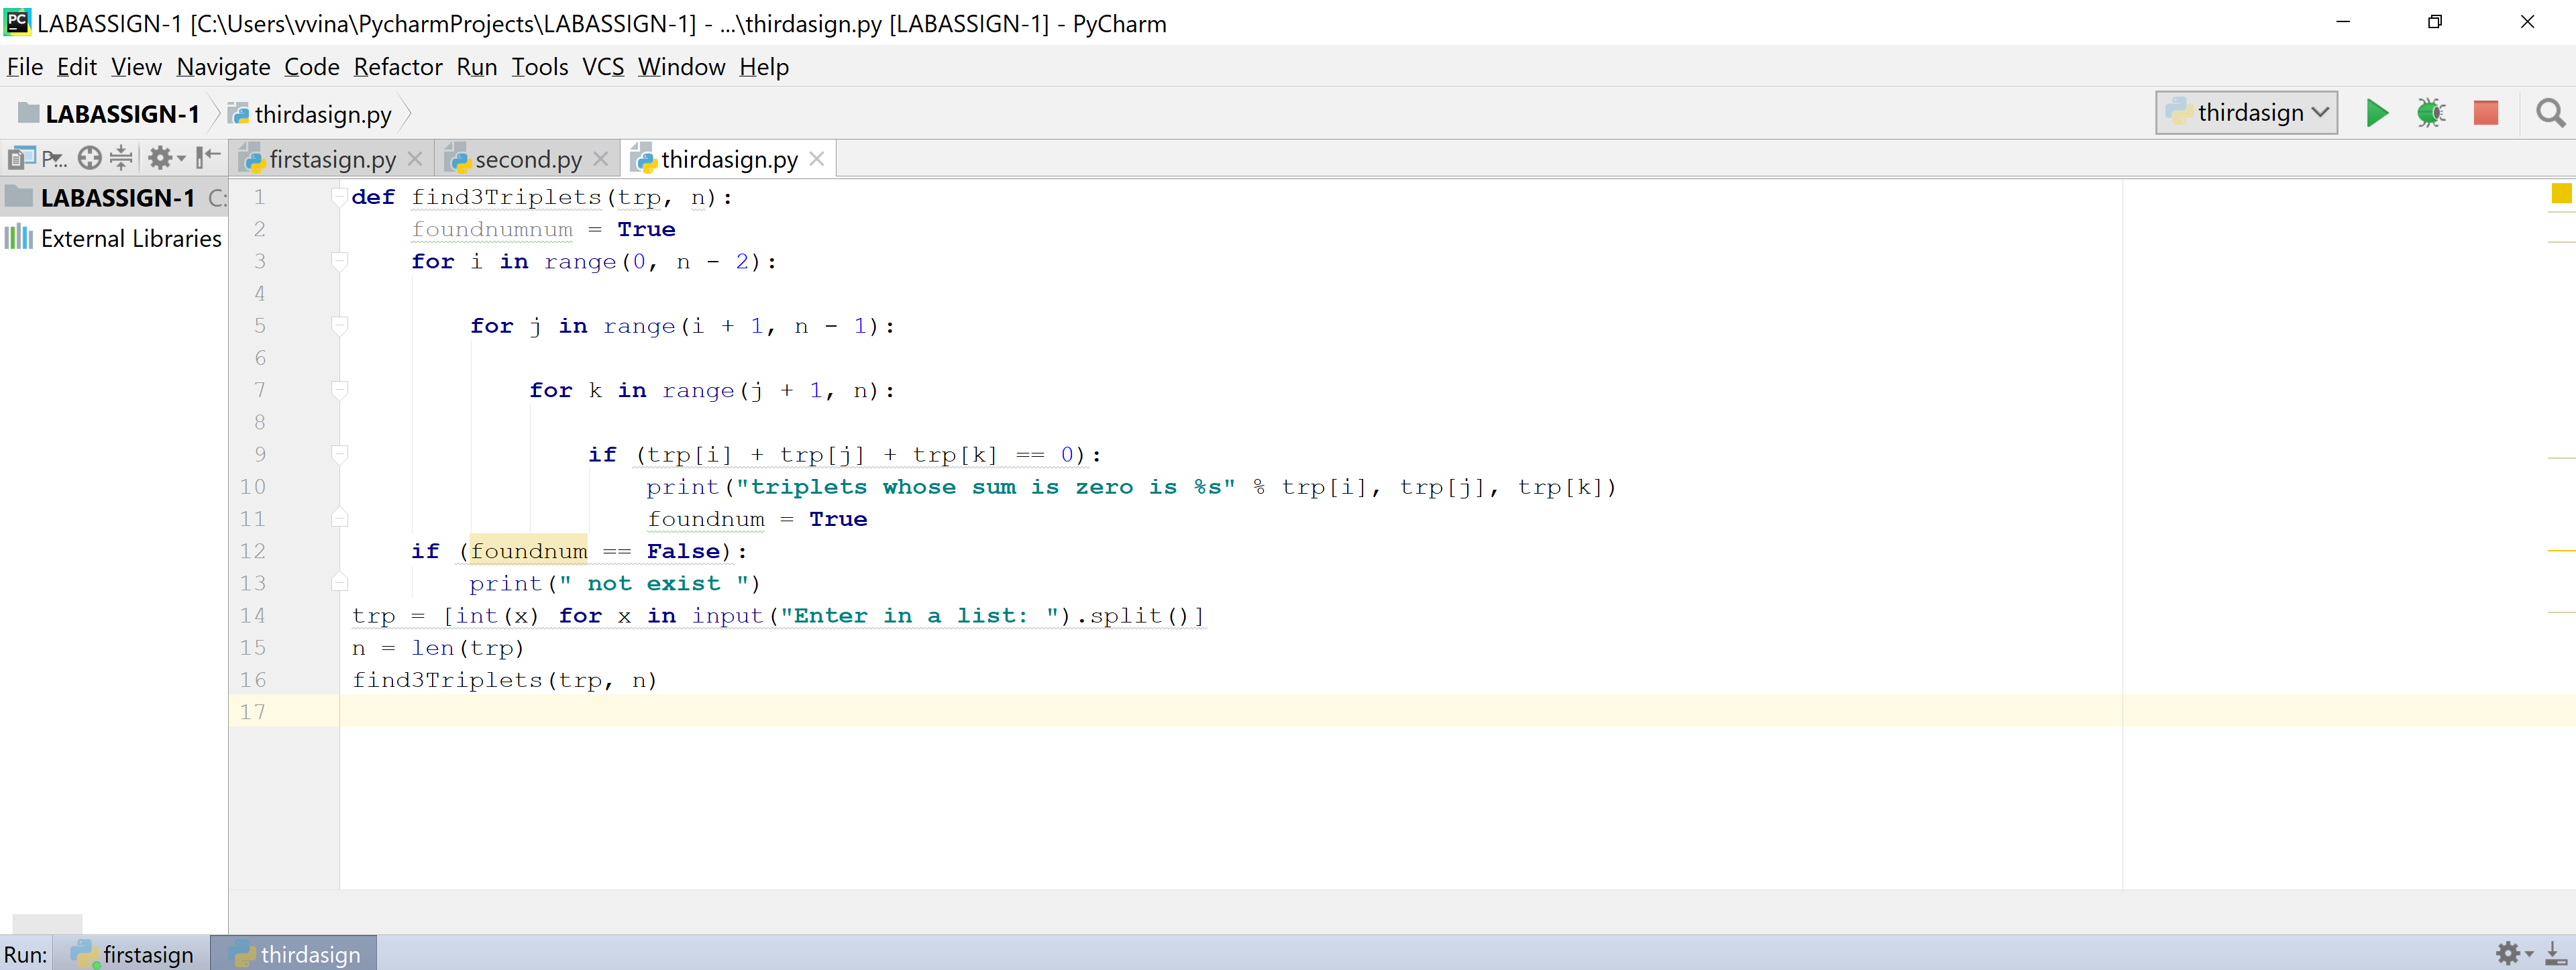 LABASSIGN-1 [C:\Users\vvina\PycharmProjects\LABASSIGN-1] - ...\thirdasign.py [LABASSIGN-1] - PyCharm
File Edit View Navigate Code Refactor Run Tools VCS Window Help
LABASSIGN-1 thirdasign.py thirdasign
P... firstasign.py second.py thirdasign.py
LABASSIGN-1 C:
External Libraries
1 def find3Triplets(trp, n):
2     foundnumnum = True
3     for i in range(0, n - 2):
4
5         for j in range(i + 1, n - 1):
6
7             for k in range(j + 1, n):
8
9                 if (trp[i] + trp[j] + trp[k] == 0):
10                     print("triplets whose sum is zero is %s" % trp[i], trp[j], trp[k])
11                     foundnum = True
12     if (foundnum == False):
13         print(" not exist ")
14 trp = [int(x) for x in input("Enter in a list: ").split()]
15 n = len(trp)
16 find3Triplets(trp, n)
17
Run: firstasign thirdasign